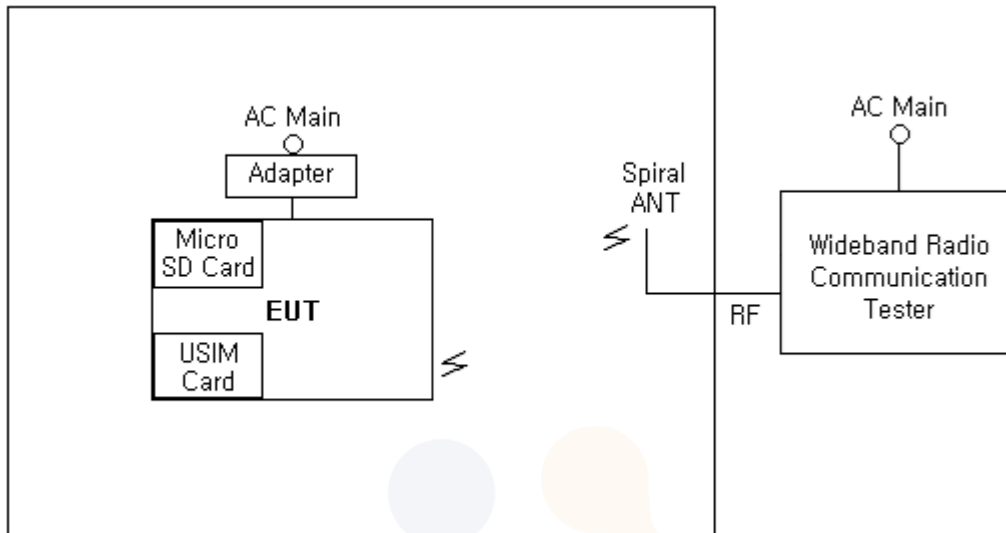 AC Main
Adapter
Micro
SD Card
EUT
USIM
Card
Spiral
ANT
RF
AC Main
Wideband Radio
Communication
Tester